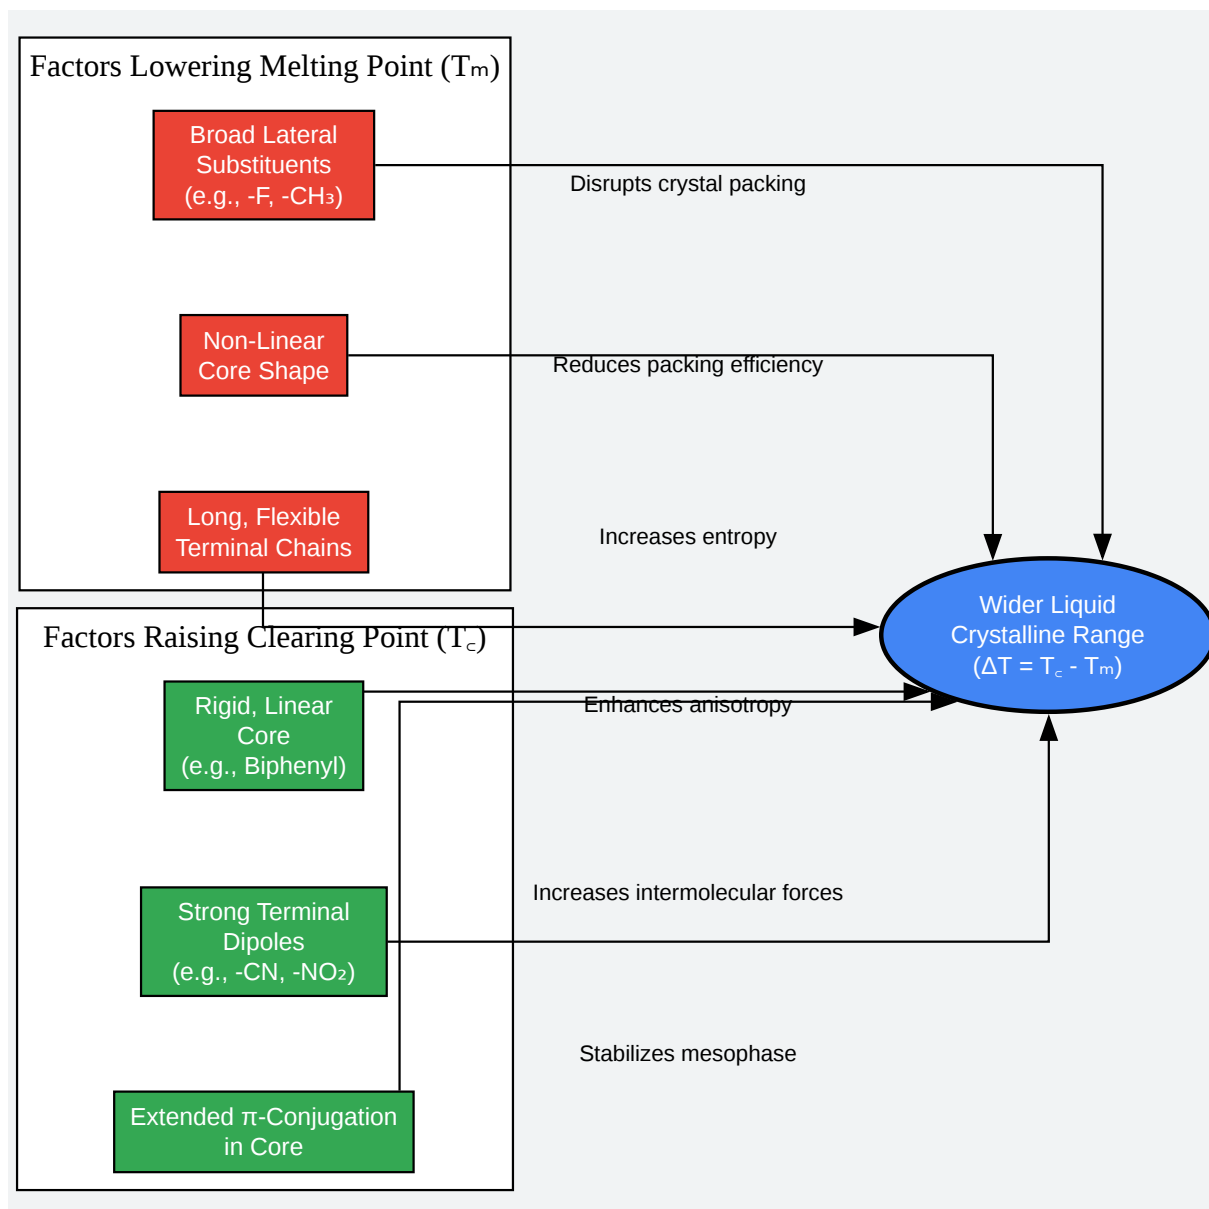 Factors Lowering Melting Point (Tₘ)
Broad Lateral
Substituents
(e.g., -F, -CH₃)
Disrupts crystal packing
Non-Linear
Core Shape
Reduces packing efficiency
Long, Flexible
Terminal Chains
Increases entropy
Wider Liquid
Crystalline Range
(ΔT = T꜀ - Tₘ)
Factors Raising Clearing Point (T꜀)
Rigid, Linear
Core
(e.g., Biphenyl)
Enhances anisotropy
Strong Terminal
Dipoles
(e.g., -CN, -NO₂)
Increases intermolecular forces
Stabilizes mesophase
Extended π-Conjugation
in Core